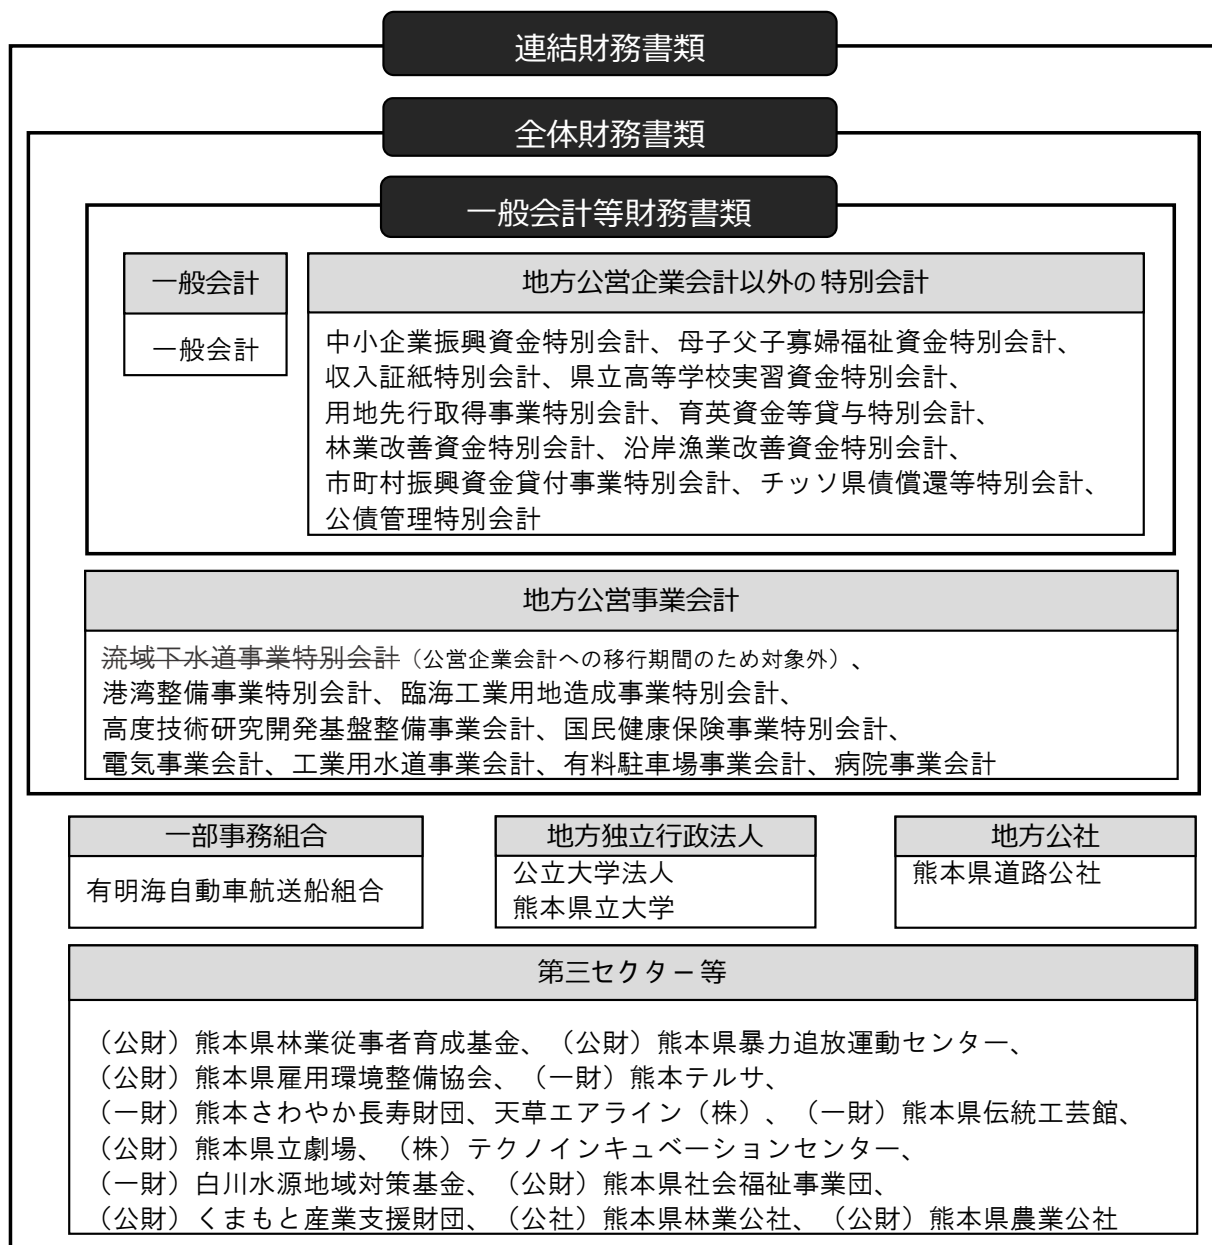 連結財務書類
全体財務書類
一般会計等財務書類
一般会計
一般会計
地方公営企業会計以外の特別会計
中小企業振興資金特別会計、母子父子寡婦福祉資金特別会計、
収入証紙特別会計、県立高等学校実習資金特別会計、
用地先行取得事業特別会計、育英資金等貸与特別会計、
林業改善資金特別会計、沿岸漁業改善資金特別会計、
市町村振興資金貸付事業特別会計、チッソ県債償還等特別会計、
公債管理特別会計
地方公営事業会計
流域下水道事業特別会計（公営企業会計への移行期間のため対象外）、
港湾整備事業特別会計、臨海工業用地造成事業特別会計、
高度技術研究開発基盤整備事業会計、国民健康保険事業特別会計、
電気事業会計、工業用水道事業会計、有料駐車場事業会計、病院事業会計
一部事務組合
有明海自動車航送船組合
地方独立行政法人
公立大学法人
熊本県立大学
地方公社
熊本県道路公社
第三セクター等
（公財）熊本県林業従事者育成基金、（公財）熊本県暴力追放運動センター、
（公財）熊本県雇用環境整備協会、（一財）熊本テルサ、
（一財）熊本さわやか長寿財団、天草エアライン（株）、（一財）熊本県伝統工芸館、
（公財）熊本県立劇場、（株）テクノインキュベーションセンター、
（一財）白川水源地域対策基金、（公財）熊本県社会福祉事業団、
（公財）くまもと産業支援財団、（公社）熊本県林業公社、（公財）熊本県農業公社